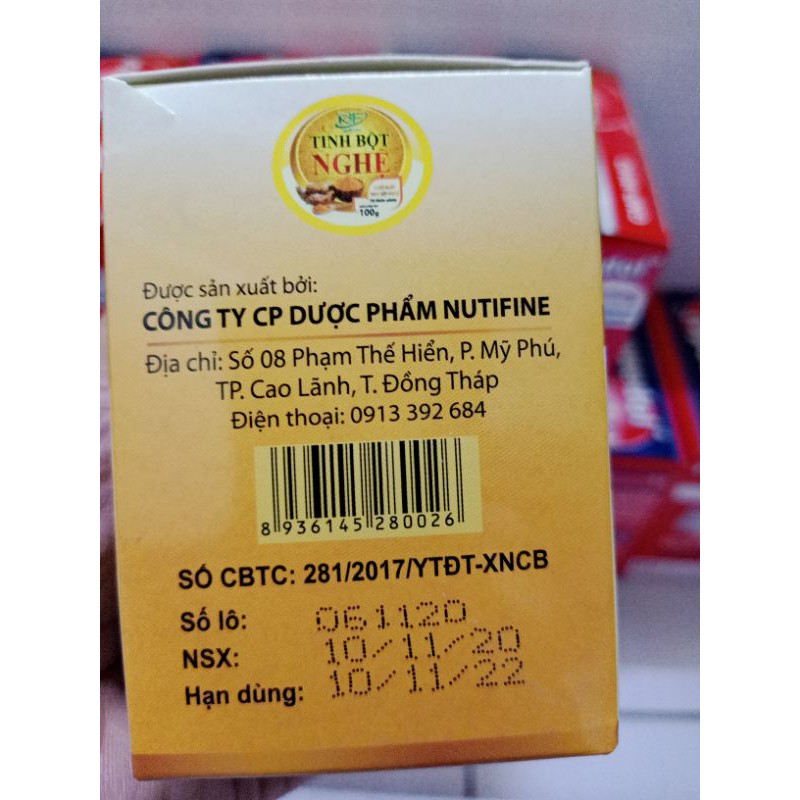 TINH BỘT
NGHỆ
100g
Được sản xuất bởi:
CÔNG TY CP DƯỢC PHẨM NUTIFINE
Địa chỉ: Số 08 Phạm Thế Hiển, P. Mỹ Phú,
TP. Cao Lãnh, T. Đồng Tháp
Điện thoại: 0913 392 684
8 936145 280026
SỐ CBTC: 281/2017/YTĐT-XNCB
Số lô: 061120
NSX: 10/11/20
Hạn dùng: 10/11/22